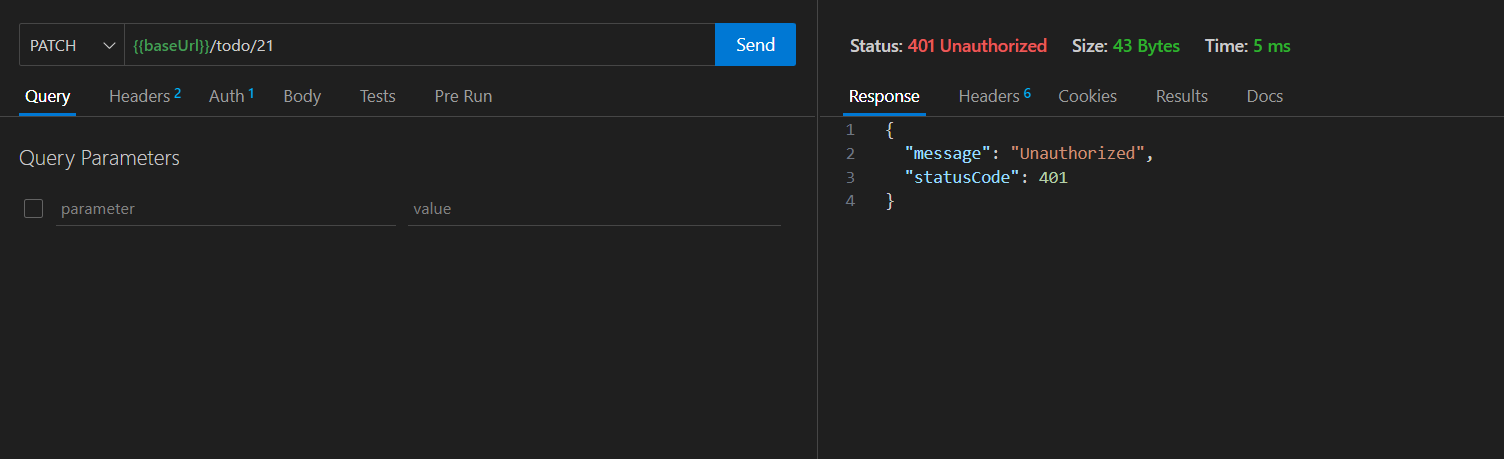 PATCH {{baseUrl}}/todo/21 Send
Query Headers 2 Auth 1 Body Tests Pre Run
Query Parameters
parameter value
Status: 401 Unauthorized Size: 43 Bytes Time: 5 ms
Response Headers 6 Cookies Results Docs
1 {
2 "message": "Unauthorized",
3 "statusCode": 401
4 }